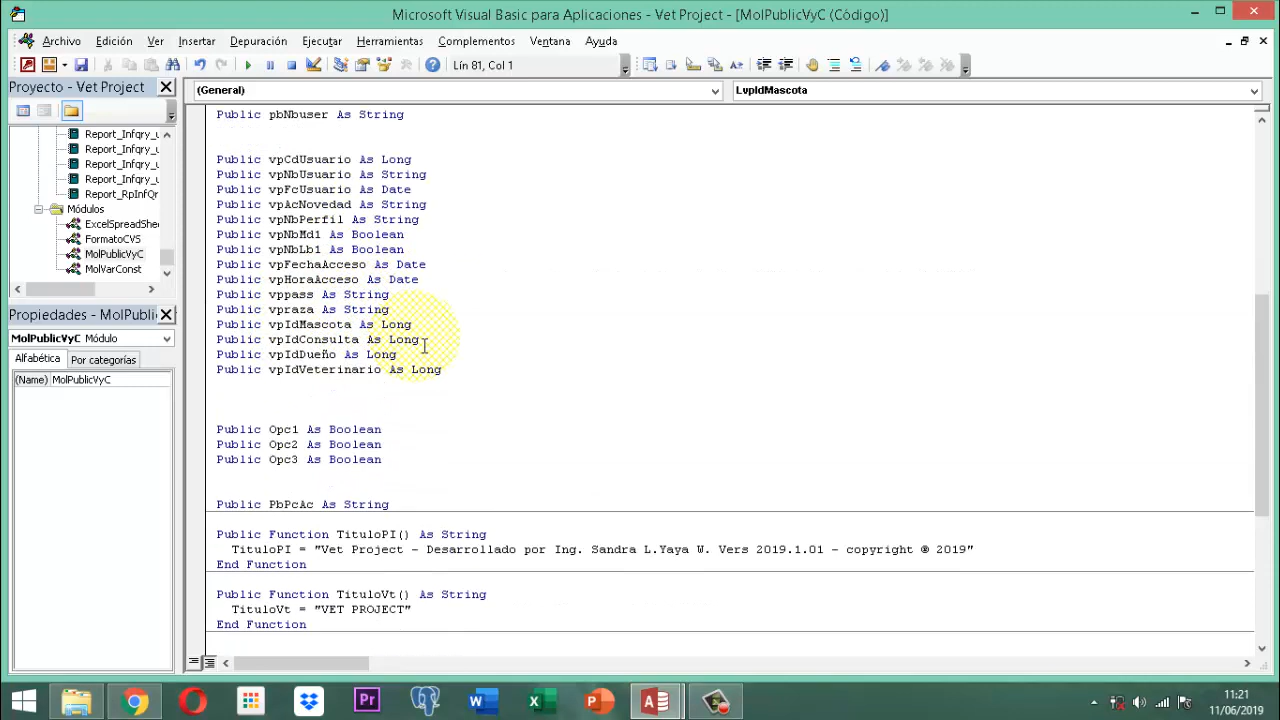 Microsoft Visual Basic para Aplicaciones - Vet Project - [MolPublicVyC (Código)]
Archivo Edición Ver Insertar Depuración Ejecutar Herramientas Complementos Ventana Ayuda
Lín 81, Col 1
Proyecto - Vet Project
(General)
LvpIdMascota
Report_Infqry_u
Report_Infqry_u
Report_Infqry_u
Report_Infqry_u
Report_RpInfQr
Módulos
ExcelSpreadShe
FormatoCVS
MolPublicVyC
MolVarConst
Propiedades - MolPubli
MolPublicVyC Módulo
Alfabética Por categorías
(Name) MolPublicVyC
Public pbNbuser As String
Public vpCdUsuario As Long
Public vpNbUsuario As String
Public vpFcUsuario As Date
Public vpAcNovedad As String
Public vpNbPerfil As String
Public vpNbMd1 As Boolean
Public vpNbLb1 As Boolean
Public vpFechaAcceso As Date
Public vpHoraAcceso As Date
Public vppass As String
Public vpraza As String
Public vpIdMascota As Long
Public vpIdConsulta As Long
Public vpIdDueño As Long
Public vpIdVeterinario As Long
Public Opc1 As Boolean
Public Opc2 As Boolean
Public Opc3 As Boolean
Public PbPcAc As String
Public Function TituloPI() As String
TituloPI = "Vet Project - Desarrollado por Ing. Sandra L.Yaya W. Vers 2019.1.01 - copyright ® 2019"
End Function
Public Function TituloVt() As String
TituloVt = "VET PROJECT"
End Function
11:21
11/06/2019